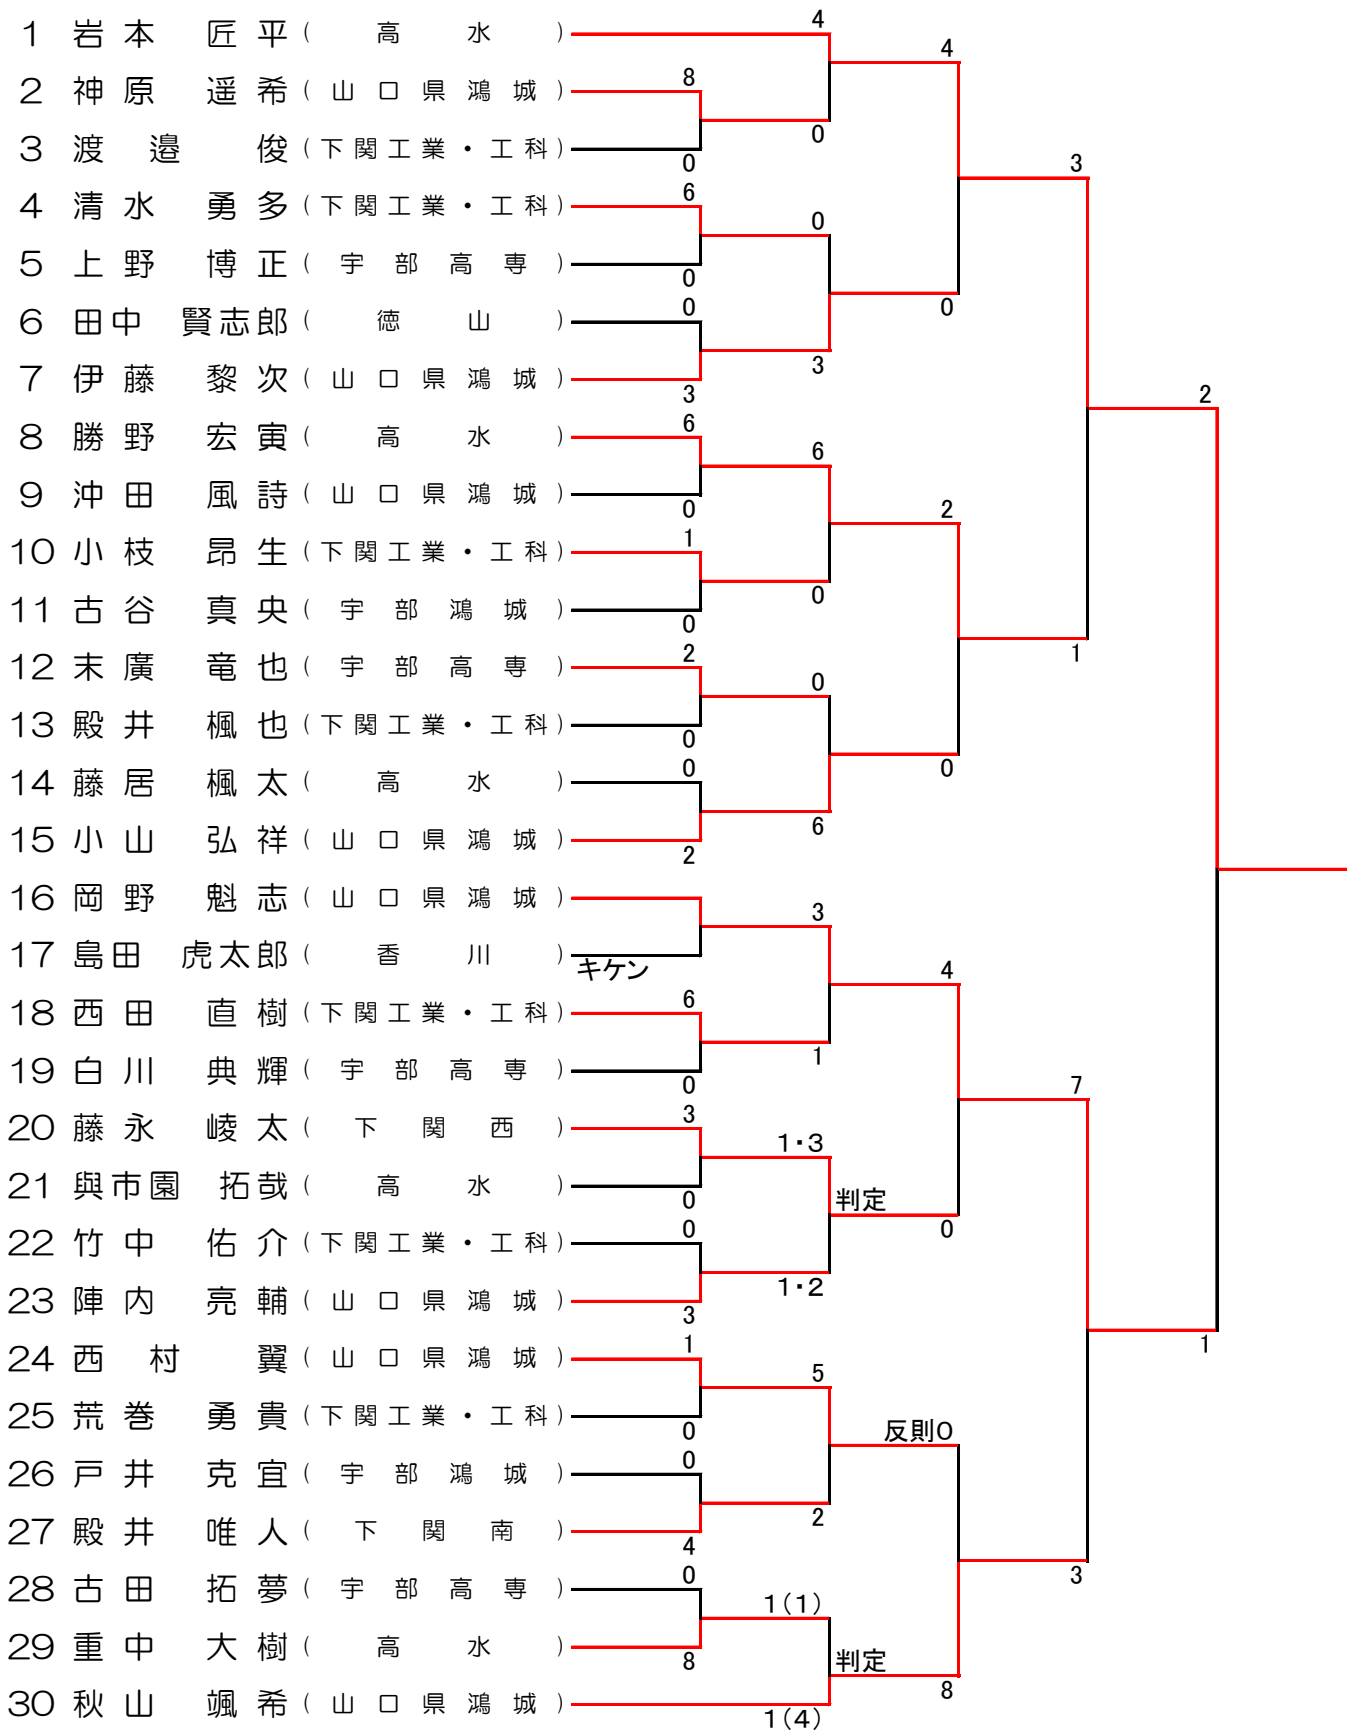 1 岩本 匠平 (高水)
2 神原 遥希 (山口県鴻城)
3 渡邉 俊 (下関工業・工科)
4 清水 勇多 (下関工業・工科)
5 上野 博正 (宇部高専)
6 田中 賢志郎 (徳山)
7 伊藤 黎次 (山口県鴻城)
8 勝野 宏寅 (高水)
9 沖田 風詩 (山口県鴻城)
10 小枝 昂生 (下関工業・工科)
11 古谷 真央 (宇部鴻城)
12 末廣 竜也 (宇部高専)
13 殿井 楓也 (下関工業・工科)
14 藤居 楓太 (高水)
15 小山 弘祥 (山口県鴻城)
16 岡野 魁志 (山口県鴻城)
17 島田 虎太郎 (香川)
18 西田 直樹 (下関工業・工科)
19 白川 典輝 (宇部高専)
20 藤永 崚太 (下関西)
21 與市園 拓哉 (高水)
22 竹中 佑介 (下関工業・工科)
23 陣内 亮輔 (山口県鴻城)
24 西村 翼 (山口県鴻城)
25 荒巻 勇貴 (下関工業・工科)
26 戸井 克宜 (宇部鴻城)
27 殿井 唯人 (下関南)
28 古田 拓夢 (宇部高専)
29 重中 大樹 (高水)
30 秋山 颯希 (山口県鴻城)
8
0
6
0
0
3
6
0
1
0
2
0
0
2
キケン
6
0
3
0
0
3
1
0
0
4
0
8
4
0
0
3
6
0
0
6
3
1
1・3
判定
1・2
5
2
1(1)
判定
1(4)
4
0
2
0
4
0
反則0
8
3
1
7
3
2
1